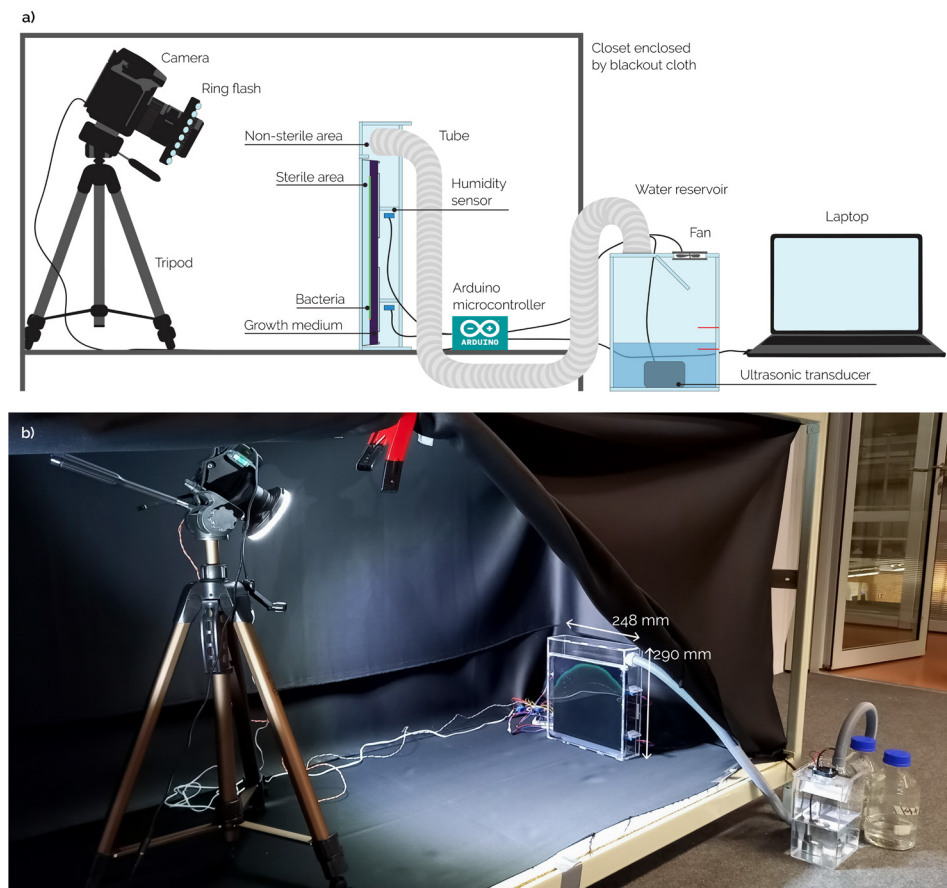 a)
Camera
Ring flash
Closet enclosed
by blackout cloth
Non-sterile area
Tube
Sterile area
Humidity
sensor
Water reservoir
Fan
Laptop
Tripod
Bacteria
Arduino
microcontroller
Growth medium
ARDUINO
Ultrasonic transducer
b)
248 mm
290 mm